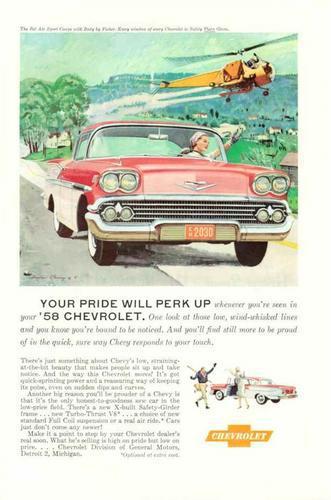 The Bel Air Sport Coupe with Body by Fisher. Every window of every Chevrolet is Safety Plate Glass.
2030
YOUR PRIDE WILL PERK UP whenever you're seen in
your '58 CHEVROLET. One look at those low, wind-whisked lines
and you know you're bound to be noticed. And you'll find still more to be proud
of in the quick, sure way Chevy responds to your touch.
There's just something about Chevy's low, straining-
at-the-bit beauty that makes people sit up and take
notice. And the way this Chevrolet moves! It's got
quick-sprinting power and a reassuring way of keeping
its poise, even on sudden dips and curves.
Another big reason you'll be prouder of a Chevy is
that it's the only honest-to-goodness new car in the
low-price field. There's a new X-built Safety-Girder
frame . . . new Turbo-Thrust V8* . . . a choice of new
standard Full Coil suspension or a real air ride.* Cars
just don't come any newer!
Make it a point to step by your Chevrolet dealer's
real soon. What he's selling is high on pride but low on
price. . . . Chevrolet Division of General Motors,
Detroit 2, Michigan.
*Optional at extra cost.
CHEVROLET